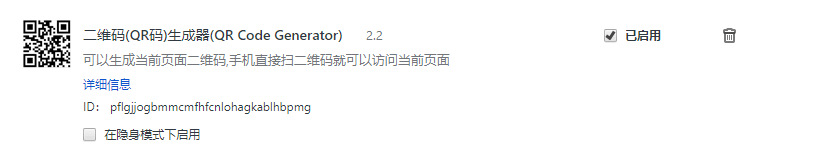 二维码(QR码)生成器(QR Code Generator) 2.2 已启用
可以生成当前页面二维码,手机直接扫二维码就可以访问当前页面
详细信息
ID: pflgjjogbmmcmfhfcnlohagkablhbpmg
在隐身模式下启用